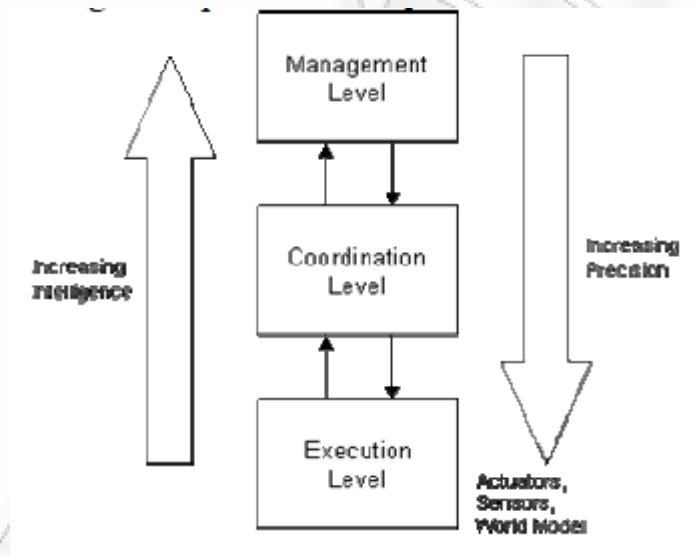 Management
Level
Increasing
Intelligence
Coordination
Level
Increasing
Precision
Execution
Level
Actuators,
Sensors,
World Model